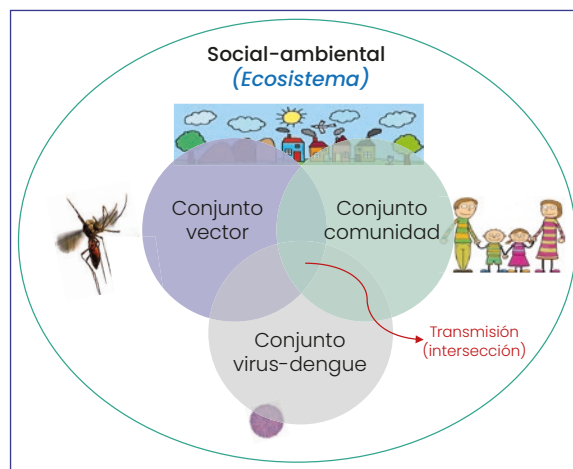 Social-ambiental
(Ecosistema)
Conjunto
vector
Conjunto
comunidad
Conjunto
virus-dengue
Transmisión
(intersección)